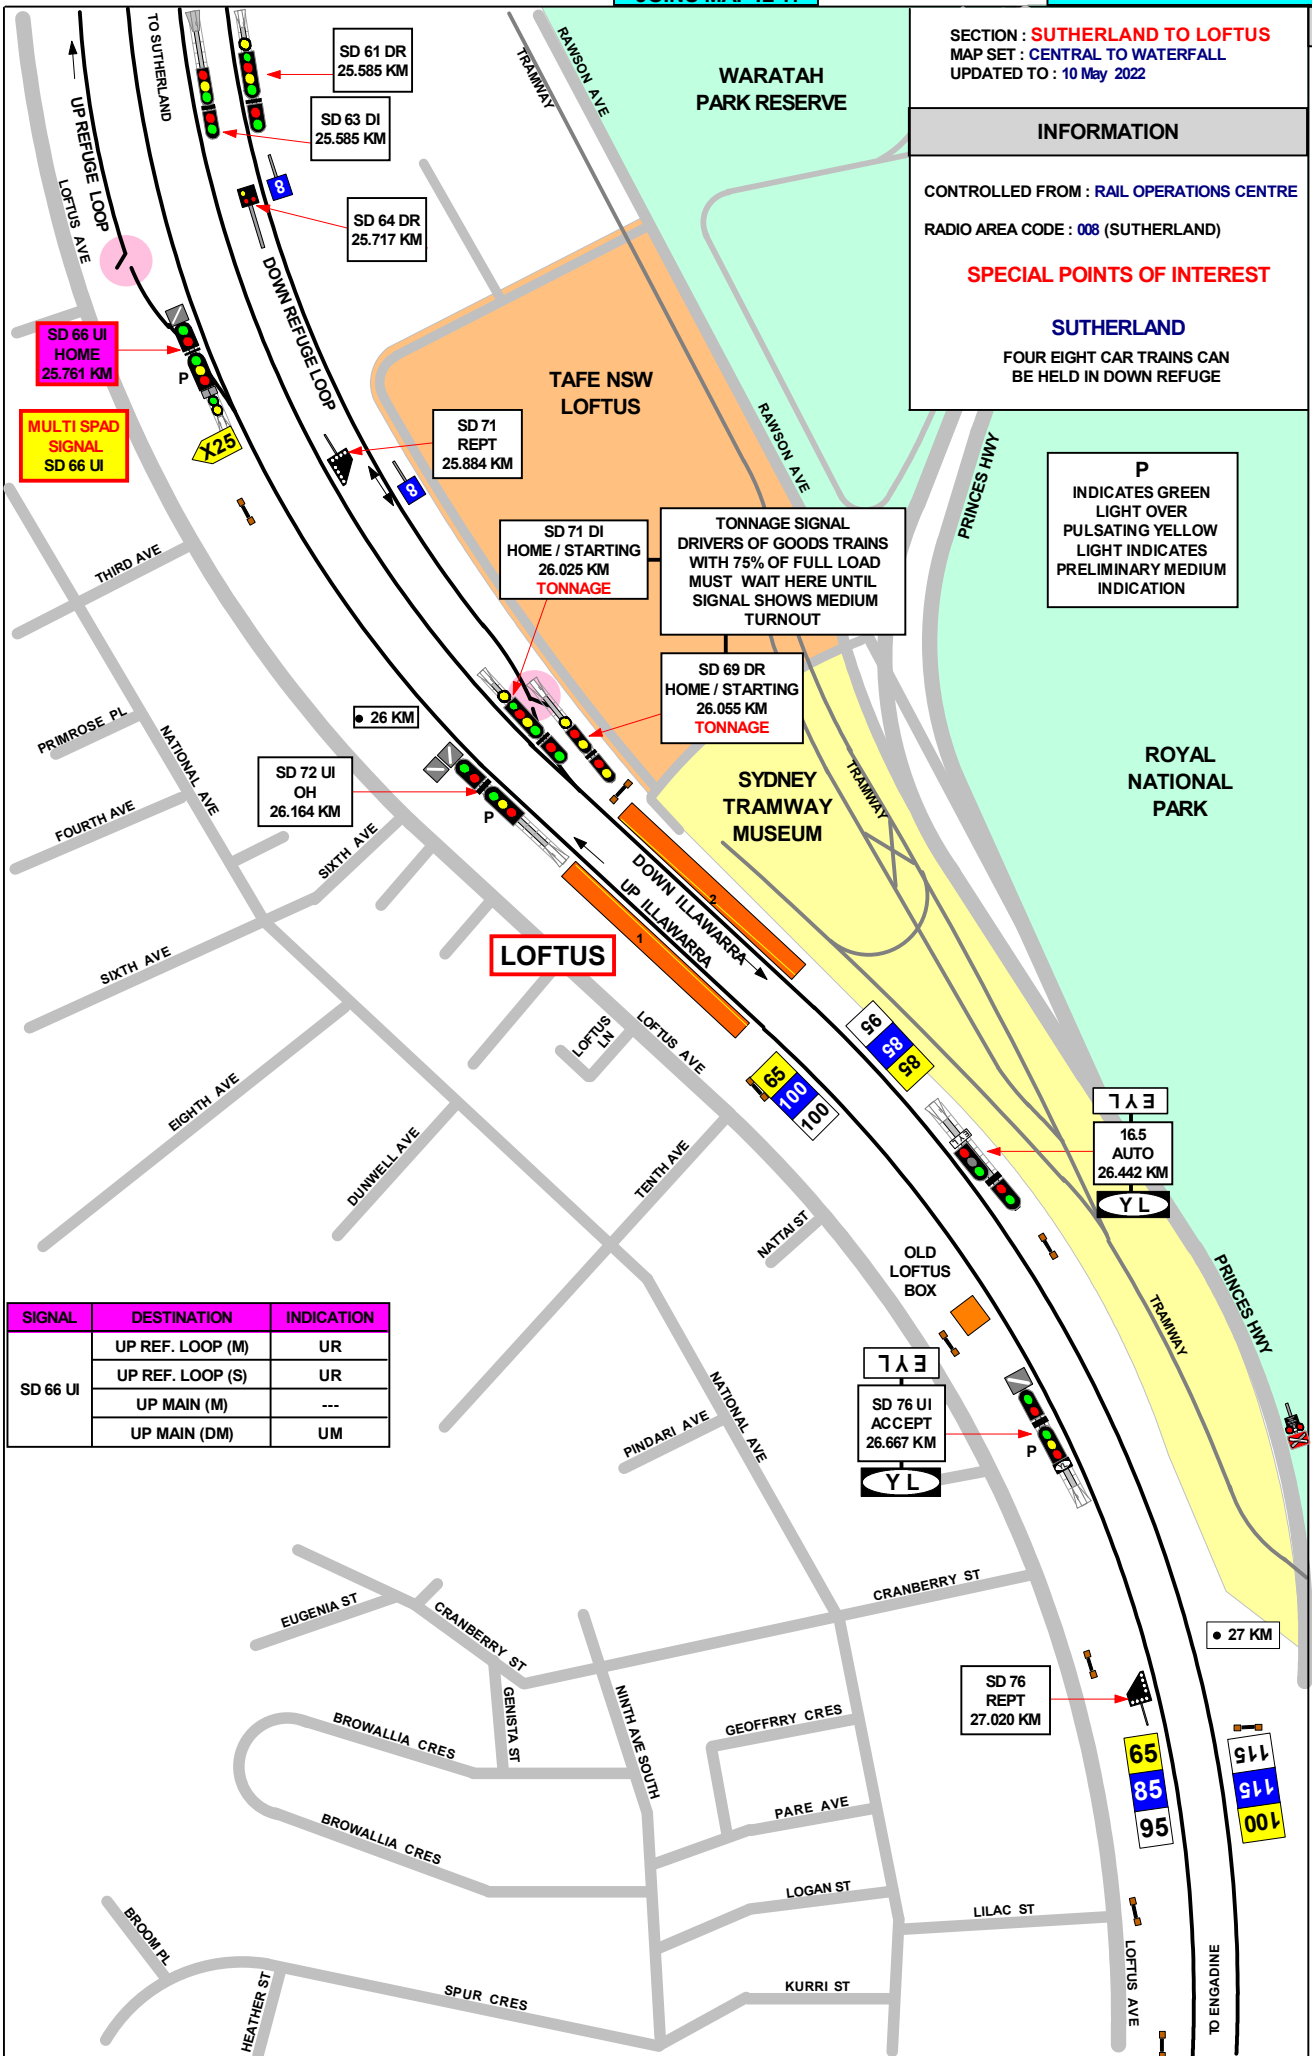 SECTION : SUTHERLAND TO LOFTUS
MAP SET : CENTRAL TO WATERFALL
UPDATED TO : 10 May 2022
INFORMATION
CONTROLLED FROM : RAIL OPERATIONS CENTRE
RADIO AREA CODE : 008 (SUTHERLAND)
SPECIAL POINTS OF INTEREST
SUTHERLAND
FOUR EIGHT CAR TRAINS CAN
BE HELD IN DOWN REFUGE
P
INDICATES GREEN
LIGHT OVER
PULSATING YELLOW
LIGHT INDICATES
PRELIMINARY MEDIUM
INDICATION
TO SUTHERLAND
UP REFUGE LOOP
LOFTUS AVE
SD 61 DR
25.585 KM
SD 63 DI
25.585 KM
8
SD 64 DR
25.717 KM
DOWN REFUGE LOOP
TRAMWAY
RAWSON AVE
WARATAH
PARK RESERVE
SD 66 UI
HOME
25.761 KM
P
MULTI SPAD
SIGNAL
SD 66 UI
X25
TAFE NSW
LOFTUS
RAWSON AVE
PRINCES HWY
SD 71
REPT
25.884 KM
8
SD 71 DI
HOME / STARTING
26.025 KM
TONNAGE
TONNAGE SIGNAL
DRIVERS OF GOODS TRAINS
WITH 75% OF FULL LOAD
MUST WAIT HERE UNTIL
SIGNAL SHOWS MEDIUM
TURNOUT
SD 69 DR
HOME / STARTING
26.055 KM
TONNAGE
THIRD AVE
PRIMROSE PL
NATIONAL AVE
26 KM
SD 72 UI
OH
26.164 KM
P
FOURTH AVE
SIXTH AVE
SIXTH AVE
SYDNEY
TRAMWAY
MUSEUM
TRAMWAY
ROYAL
NATIONAL
PARK
DOWN ILLAWARRA
UP ILLAWARRA
2
1
LOFTUS
LOFTUS
LN
LOFTUS AVE
95
85
85
65
100
100
EIGHTH AVE
DUNWELL AVE
TENTH AVE
NATTAI ST
EYL
16.5
AUTO
26.442 KM
YL
OLD
LOFTUS
BOX
PRINCES HWY
TRAMWAY
SIGNAL DESTINATION INDICATION
SD 66 UI
UP REF. LOOP (M) UR
UP REF. LOOP (S) UR
UP MAIN (M) ---
UP MAIN (DM) UM
EYL
SD 76 UI
ACCEPT
26.667 KM
YL
P
PINDARI AVE
NATIONAL AVE
CRANBERRY ST
EUGENIA ST
CRANBERRY ST
GENISTA ST
NINTH AVE SOUTH
27 KM
SD 76
REPT
27.020 KM
GEOFFRY CRES
BROWALLIA CRES
65
85
95
115
115
100
PARE AVE
BROWALLIA CRES
LOGAN ST
LILAC ST
BROOM PL
HEATHER ST
SPUR CRES
KURRI ST
LOFTUS AVE
TO ENGADINE